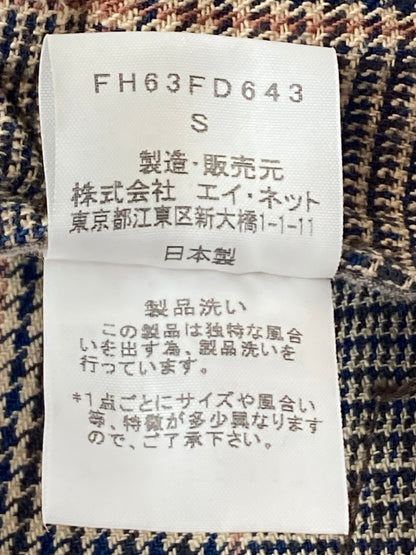 FH63FD643
S
製造・販売元
株式会社 エイ・ネット
東京都江東区新大橋1-1-11
日本製
製品洗い
この製品は独特な風合
いを出す為、製品洗いを
行っています。
*1点ごとにサイズや風合い
等、特徴が多少異なります
ので、ご了承下さい。